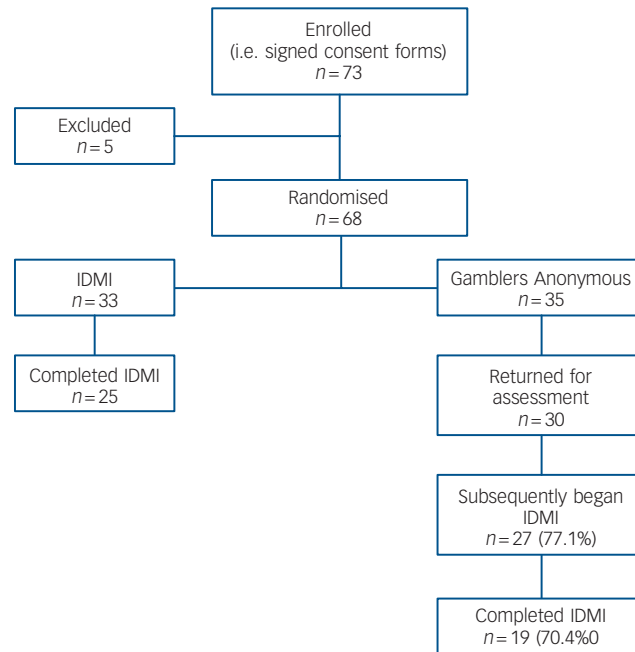 Enrolled
(i.e. signed consent forms)
n=73
Excluded
n=5
Randomised
n=68
IDMI
n=33
Gamblers Anonymous
n=35
Completed IDMI
n=25
Returned for
assessment
n=30
Subsequently began
IDMI
n=27 (77.1%)
Completed IDMI
n=19 (70.4%0